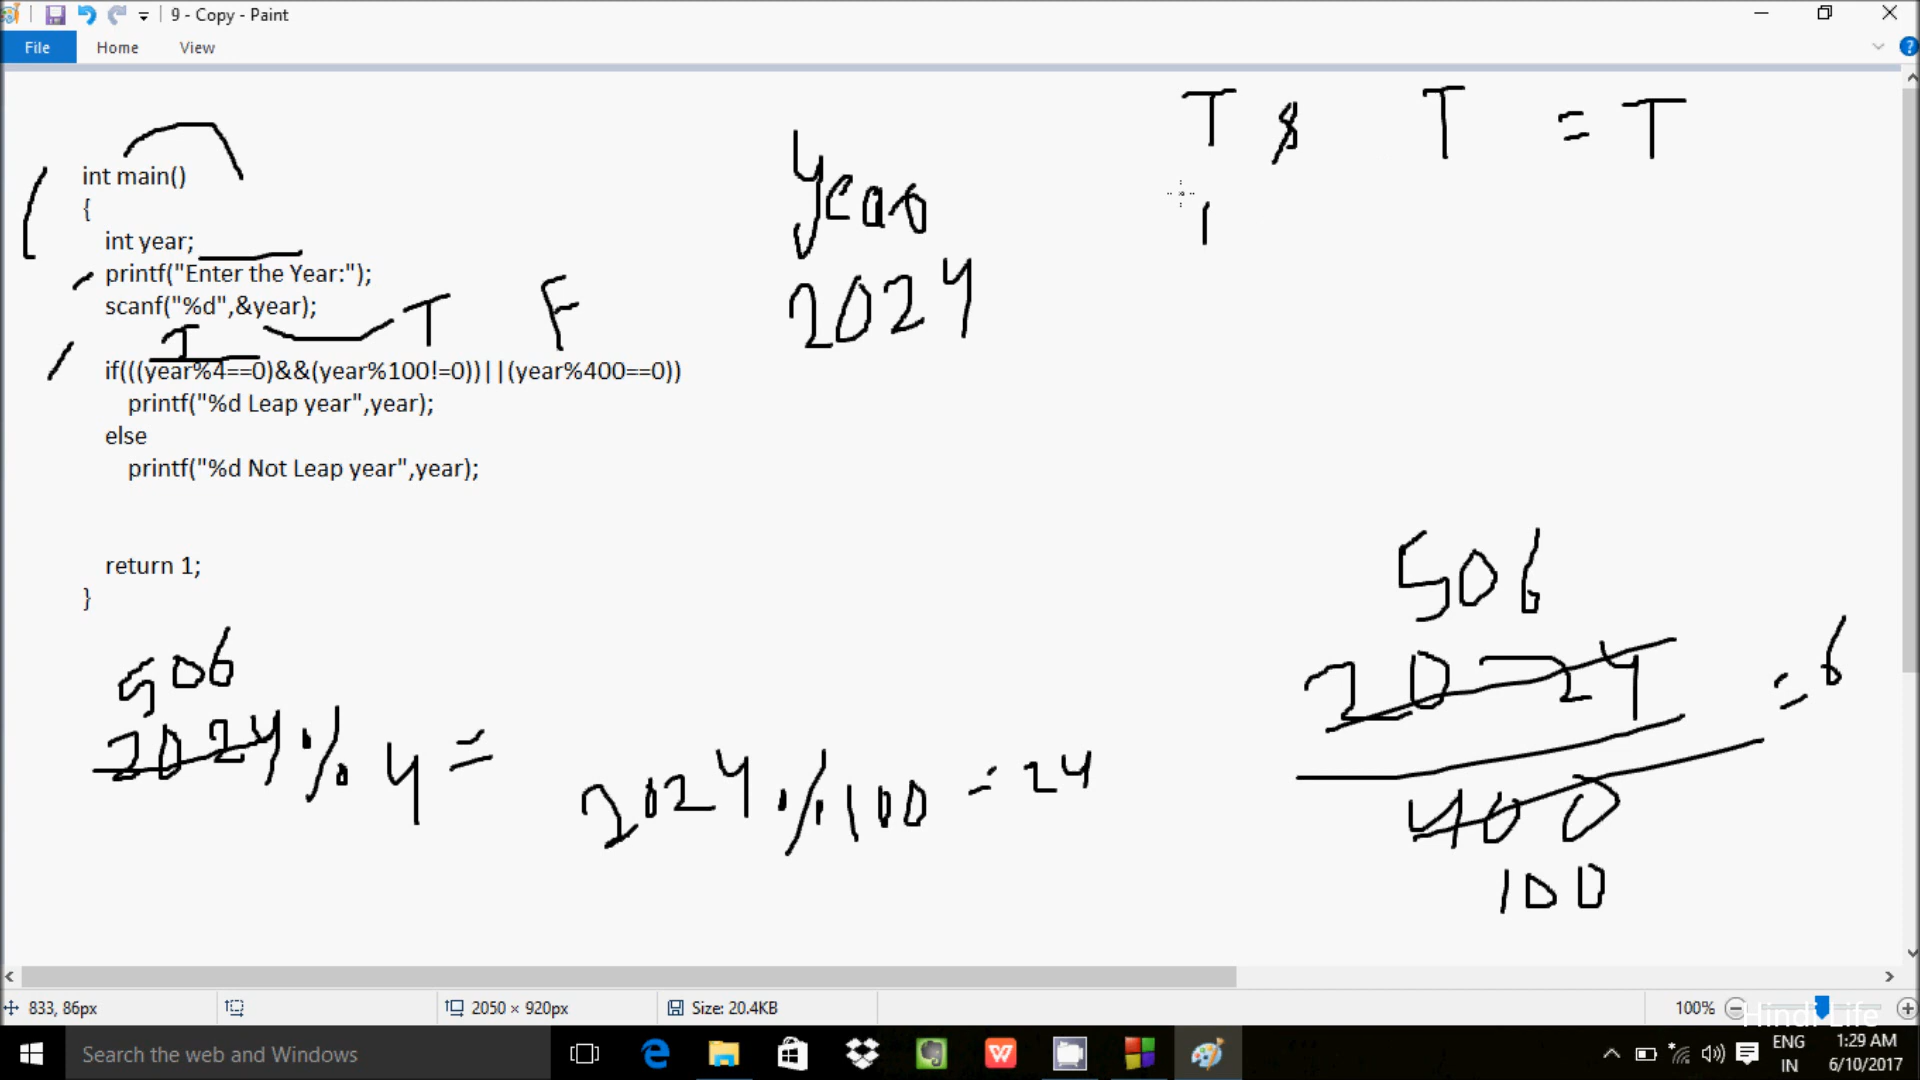 9 - Copy - Paint
File Home View
T & T = T
int main()
{
int year;
printf("Enter the Year:");
scanf("%d",&year);
T T F
year
2024
if(((year%4==0)&&(year%100!=0))||(year%400==0))
printf("%d Leap year",year);
else
printf("%d Not Leap year",year);
return 1;
}
506
2024%4=
2024%100=24
506
2024
=6
400
100
833, 86px 2050 × 920px Size: 20.4KB 100%
Hindi Life
Search the web and Windows
ENG
IN
1:29 AM
6/10/2017